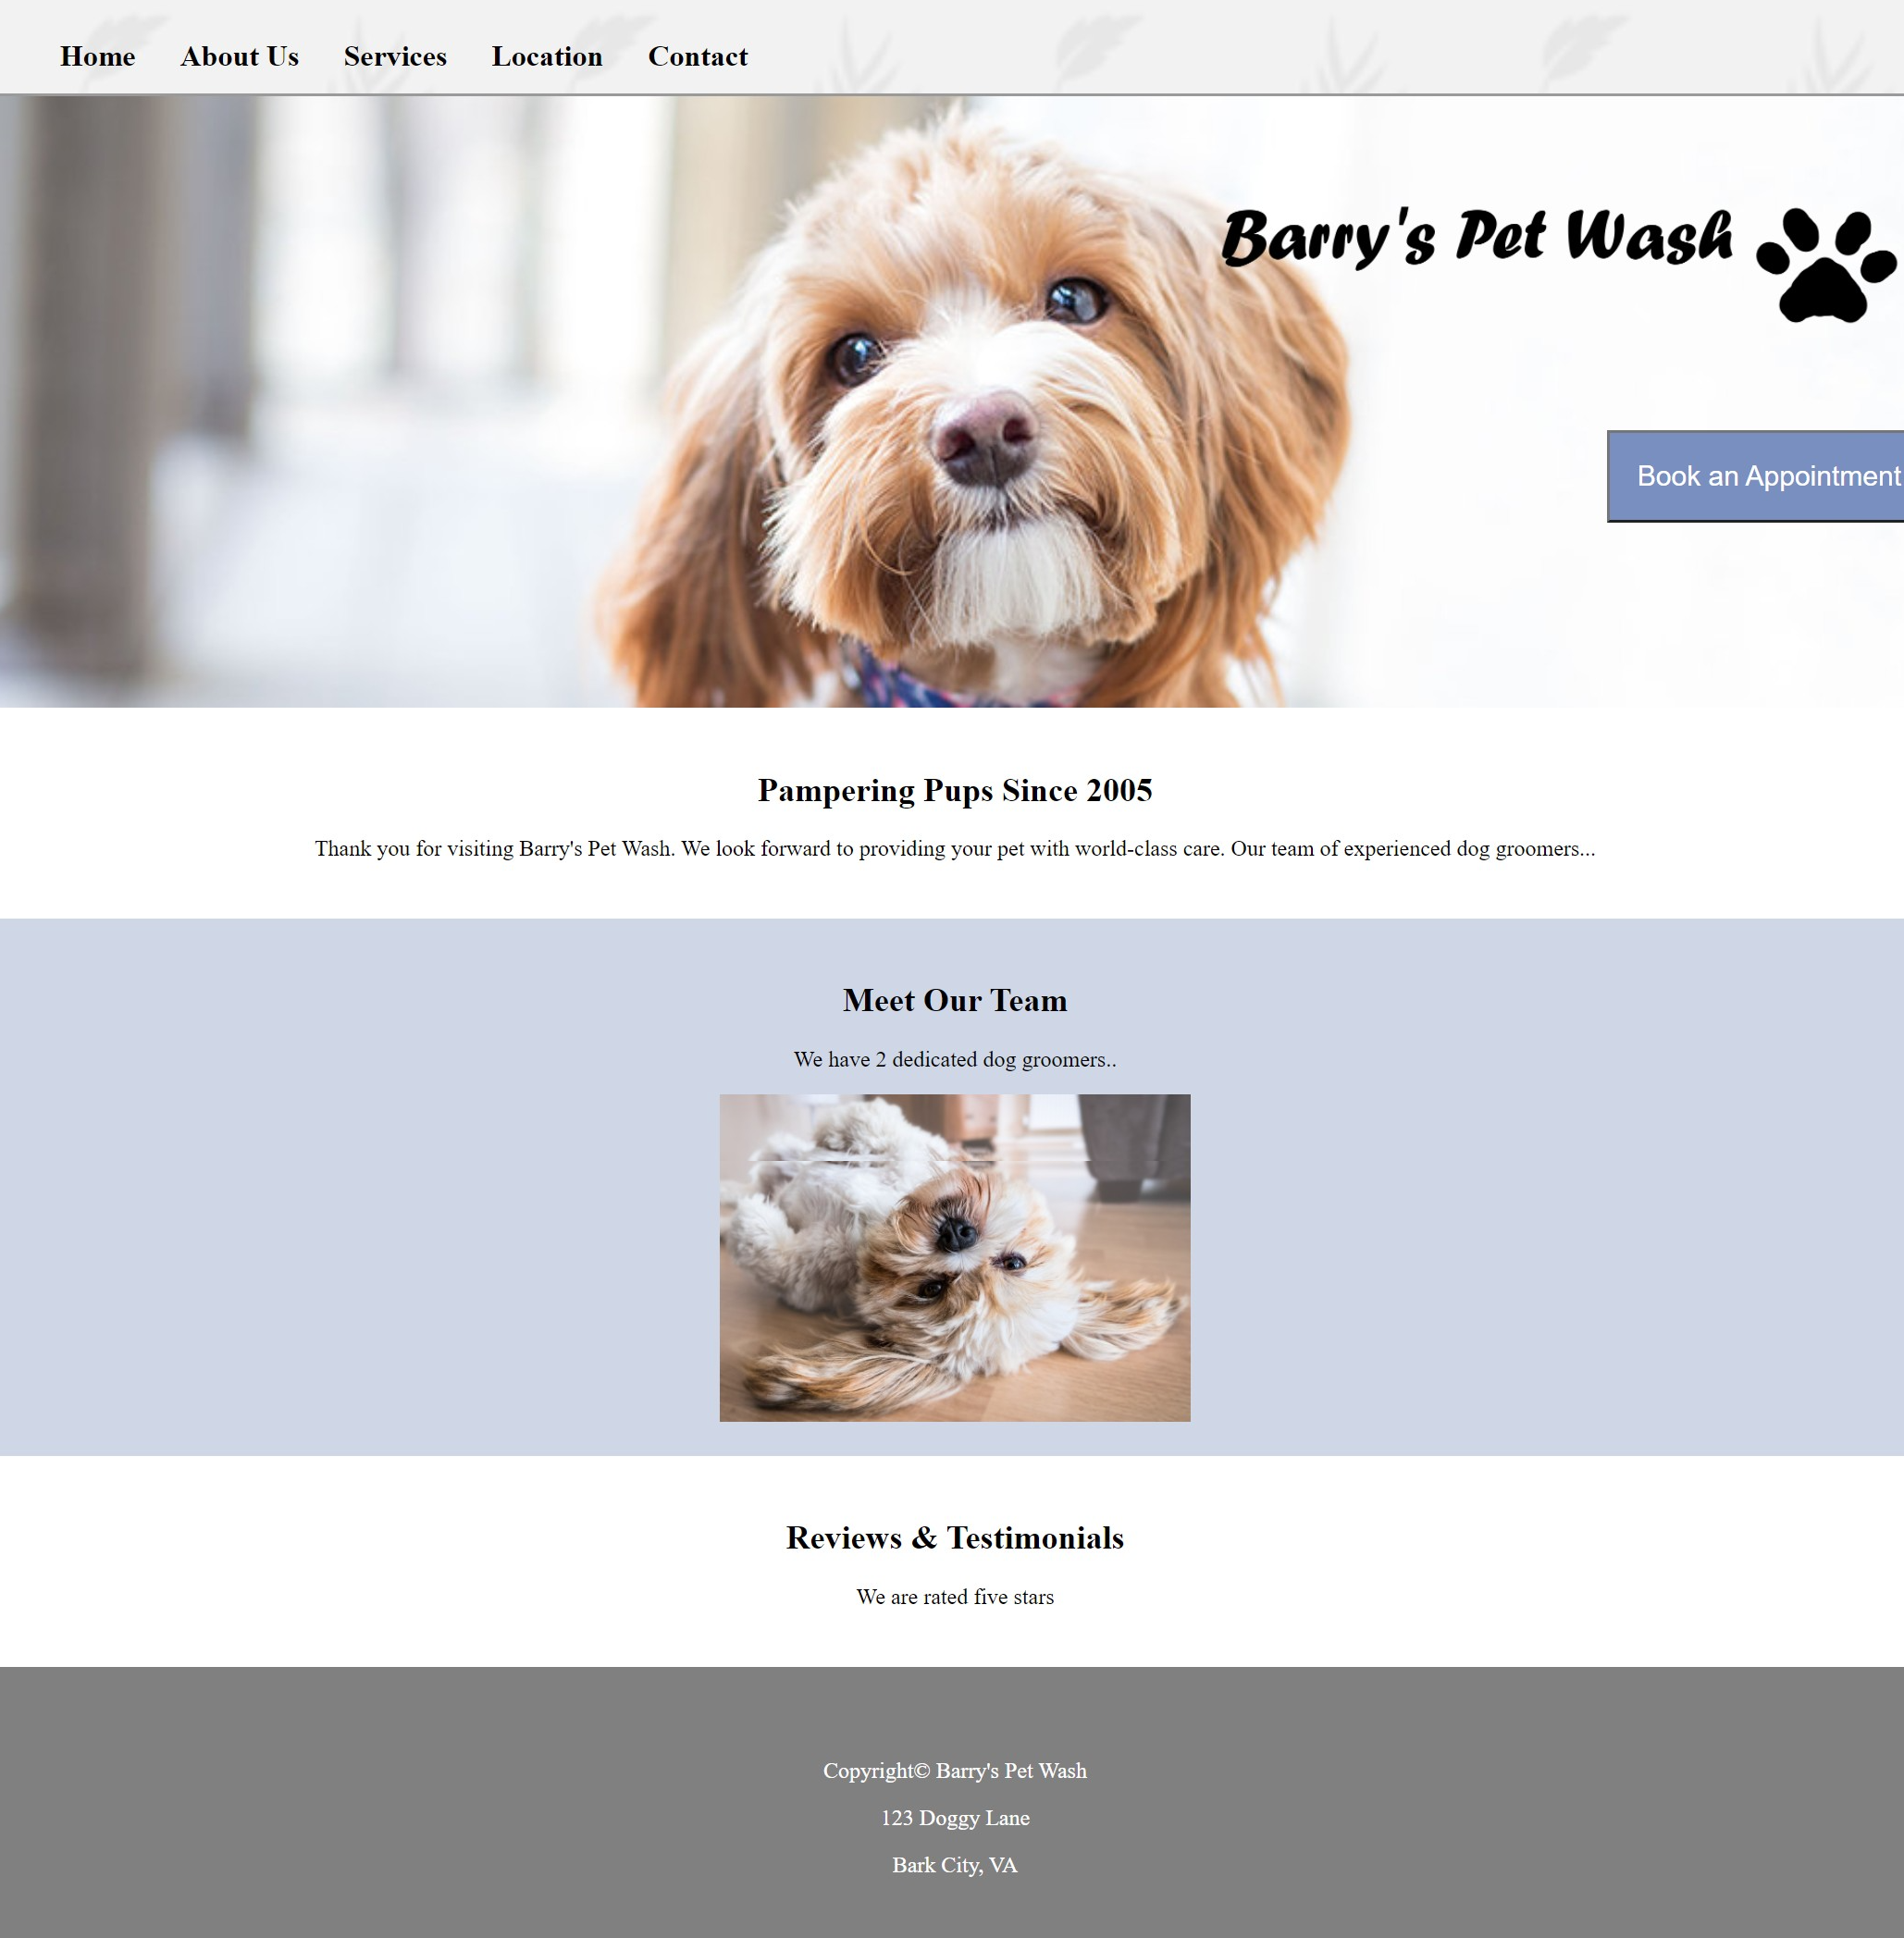 Home About Us Services Location Contact
Barry's Pet Wash
Book an Appointment
Pampering Pups Since 2005
Thank you for visiting Barry's Pet Wash. We look forward to providing your pet with world-class care. Our team of experienced dog groomers...
Meet Our Team
We have 2 dedicated dog groomers..
Reviews & Testimonials
We are rated five stars
Copyright© Barry's Pet Wash
123 Doggy Lane
Bark City, VA